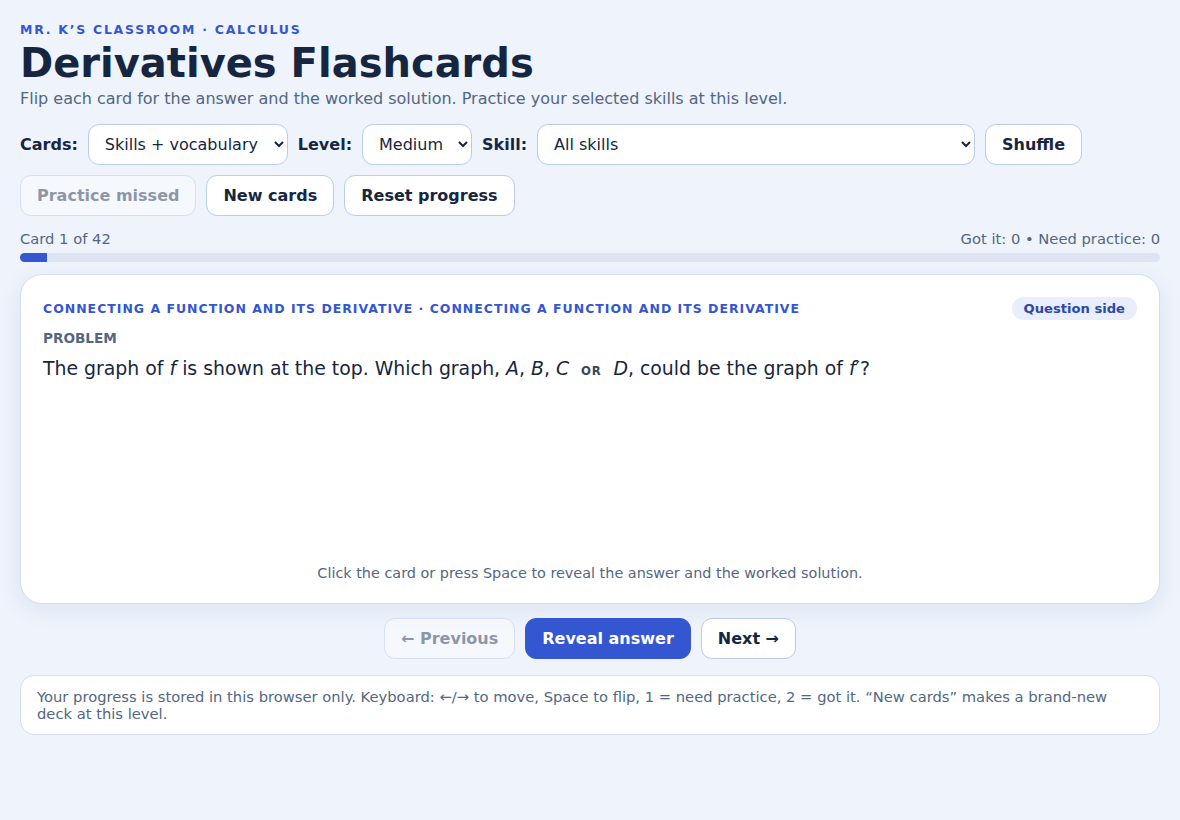 MR. K’S CLASSROOM · CALCULUS
Derivatives Flashcards
Flip each card for the answer and the worked solution. Practice your selected skills at this level.
Cards: Skills + vocabulary Level: Medium Skill: All skills Shuffle
Practice missed New cards Reset progress
Card 1 of 42 Got it: 0 • Need practice: 0
CONNECTING A FUNCTION AND ITS DERIVATIVE · CONNECTING A FUNCTION AND ITS DERIVATIVE Question side
PROBLEM
The graph of f is shown at the top. Which graph, A, B, C OR D, could be the graph of f′?
Click the card or press Space to reveal the answer and the worked solution.
← Previous Reveal answer Next →
Your progress is stored in this browser only. Keyboard: ←/→ to move, Space to flip, 1 = need practice, 2 = got it. “New cards” makes a brand-new
deck at this level.